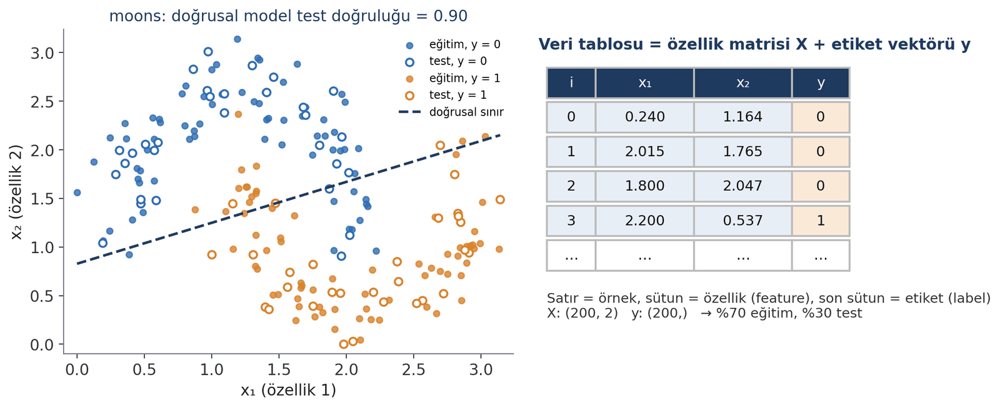 moons: doğrusal model test doğruluğu = 0.90
x₂ (özellik 2)
3.0
2.5
2.0
1.5
1.0
0.5
0.0
eğitim, y = 0
test, y = 0
eğitim, y = 1
test, y = 1
doğrusal sınır
0.0 0.5 1.0 1.5 2.0 2.5 3.0
x₁ (özellik 1)
Veri tablosu = özellik matrisi X + etiket vektörü y
i x₁ x₂ y
0 0.240 1.164 0
1 2.015 1.765 0
2 1.800 2.047 0
3 2.200 0.537 1
... ... ... ...
Satır = örnek, sütun = özellik (feature), son sütun = etiket (label)
X: (200, 2) y: (200,) → %70 eğitim, %30 test